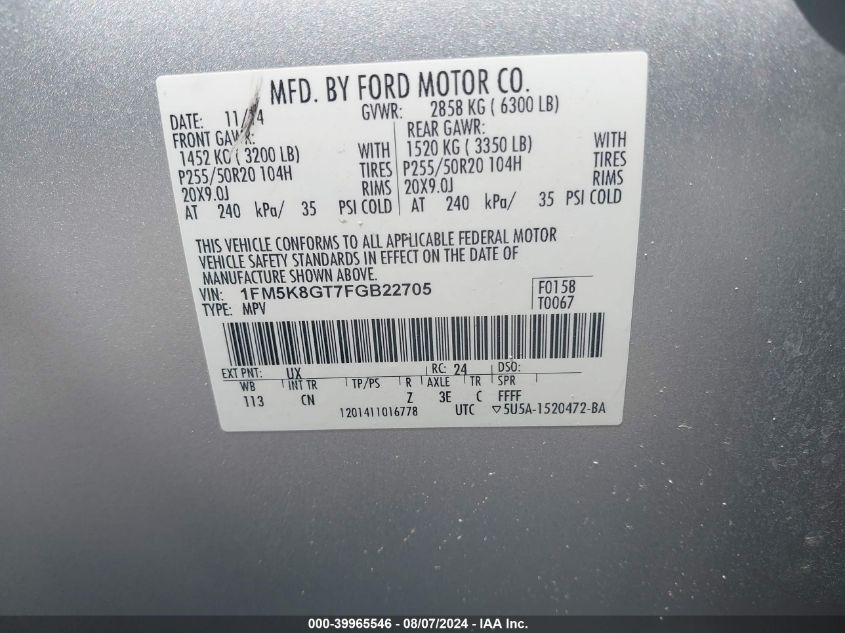 MFD. BY FORD MOTOR CO.
DATE: 11/14 GVWR: 2858 KG ( 6300 LB)
FRONT GAWR: REAR GAWR:
1452 KG ( 3200 LB) WITH 1520 KG ( 3350 LB) WITH
P255/50R20 104H TIRES P255/50R20 104H TIRES
20X9.0J RIMS 20X9.0J RIMS
AT 240 kPa/ 35 PSI COLD AT 240 kPa/ 35 PSI COLD
THIS VEHICLE CONFORMS TO ALL APPLICABLE FEDERAL MOTOR
VEHICLE SAFETY STANDARDS IN EFFECT ON THE DATE OF
MANUFACTURE SHOWN ABOVE.
VIN: 1FM5K8GT7FGB22705 F0158
TYPE: MPV T0067
EXT PNT: UX RC: 24 DSO:
WB INT TR TP/PS R AXLE TR SPR
113 CN Z 3E C FFFF
1201411016778 UTC ▽5U5A-1520472-BA
000-39965546 - 08/07/2024 - IAA Inc.